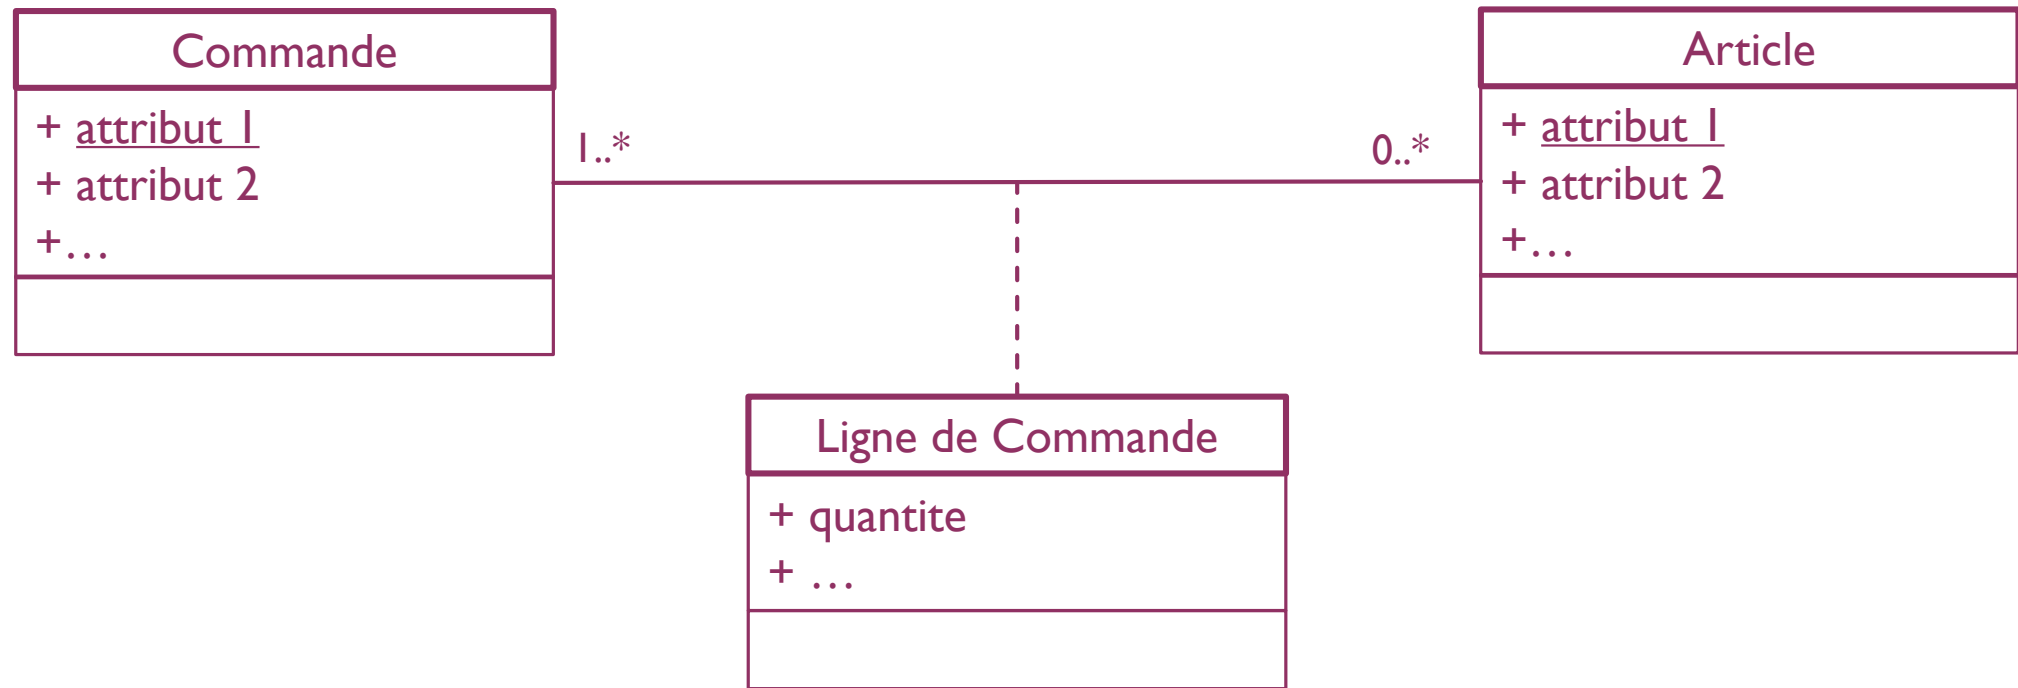 Commande
+ attribut 1
+ attribut 2
+...
1..*
0..*
Article
+ attribut 1
+ attribut 2
+...
Ligne de Commande
+ quantite
+ ...